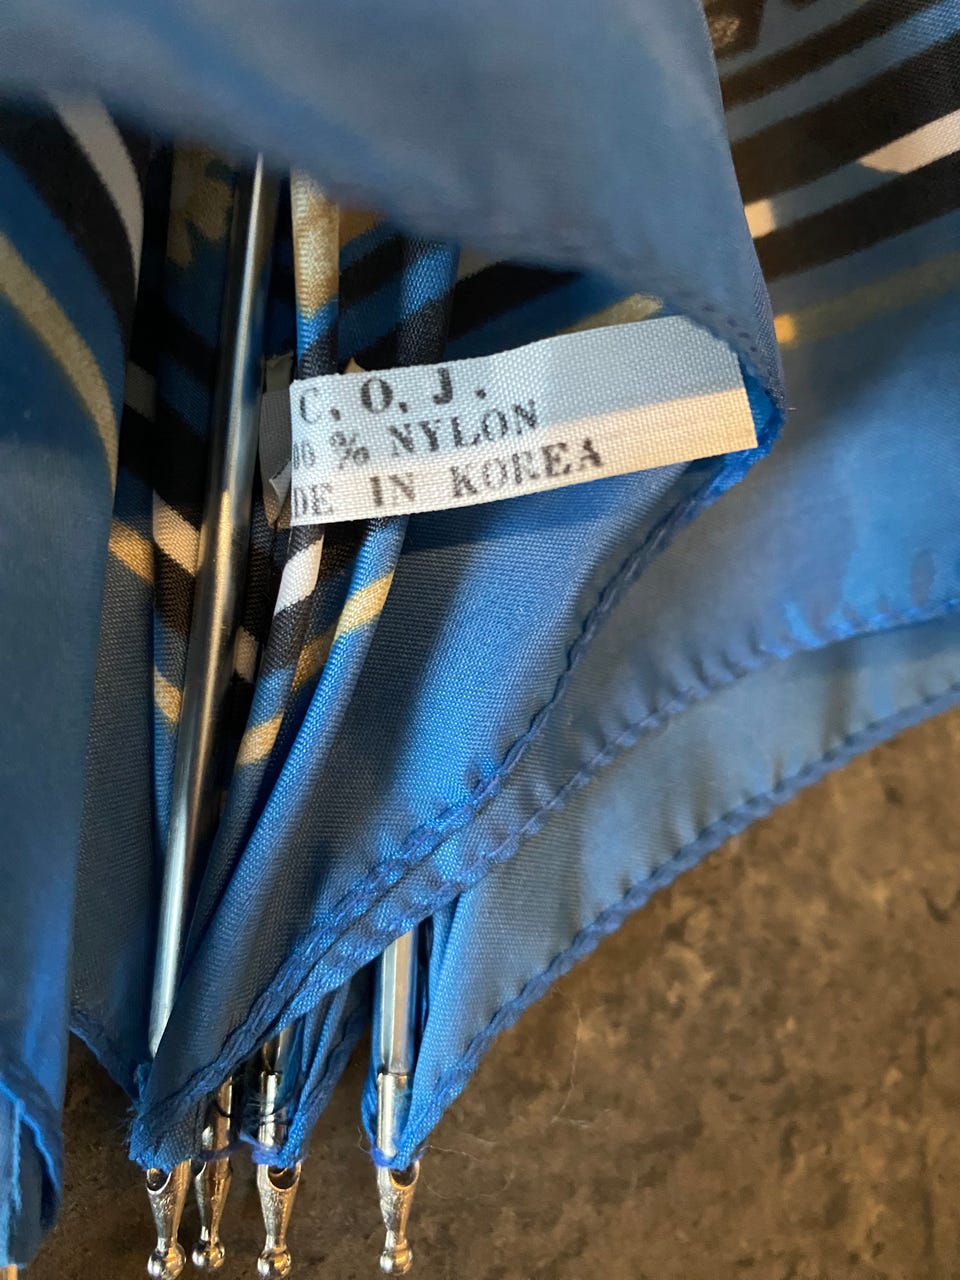 C. O. J.
00 % NYLON
DE IN KOREA